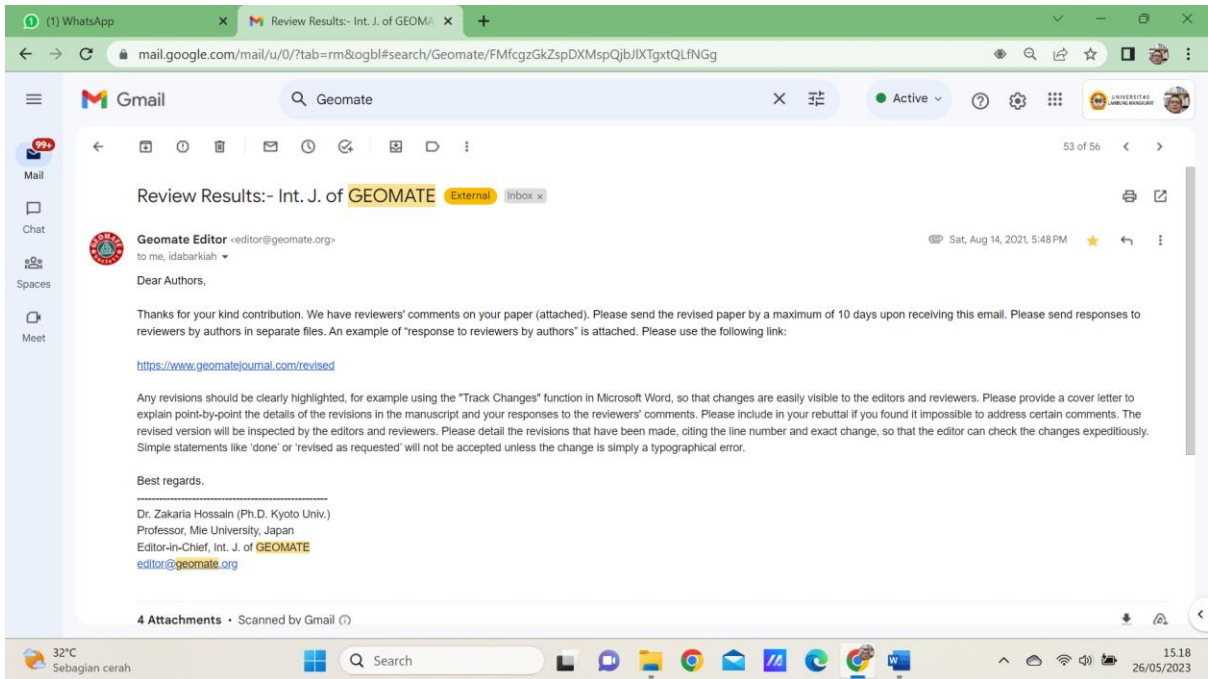 (1) WhatsApp
Review Results:- Int. J. of GEOMA
mail.google.com/mail/u/0/?tab=rm&ogbl#search/Geomate/FMfcgzGkZspDXMspQjbJlXTgxtQLfNGg
Gmail
Geomate
Active
UNIVERSITAS
LAMBUNG MANGKURAT
99+
Mail
Chat
Spaces
Meet
53 of 56
Review Results:- Int. J. of GEOMATE External Inbox x
Geomate Editor <editor@geomate.org>
Sat, Aug 14, 2021, 5:48 PM
to me, idabarkiah
Dear Authors,
Thanks for your kind contribution. We have reviewers' comments on your paper (attached). Please send the revised paper by a maximum of 10 days upon receiving this email. Please send responses to
reviewers by authors in separate files. An example of "response to reviewers by authors" is attached. Please use the following link:
https://www.geomatejournal.com/revised
Any revisions should be clearly highlighted, for example using the "Track Changes" function in Microsoft Word, so that changes are easily visible to the editors and reviewers. Please provide a cover letter to
explain point-by-point the details of the revisions in the manuscript and your responses to the reviewers' comments. Please include in your rebuttal if you found it impossible to address certain comments. The
revised version will be inspected by the editors and reviewers. Please detail the revisions that have been made, citing the line number and exact change, so that the editor can check the changes expeditiously.
Simple statements like 'done' or 'revised as requested' will not be accepted unless the change is simply a typographical error.
Best regards.
----------------------------------------------------
Dr. Zakaria Hossain (Ph.D. Kyoto Univ.)
Professor, Mie University, Japan
Editor-in-Chief, Int. J. of GEOMATE
editor@geomate.org
4 Attachments • Scanned by Gmail
32°C
Sebagian cerah
Search
15.18
26/05/2023